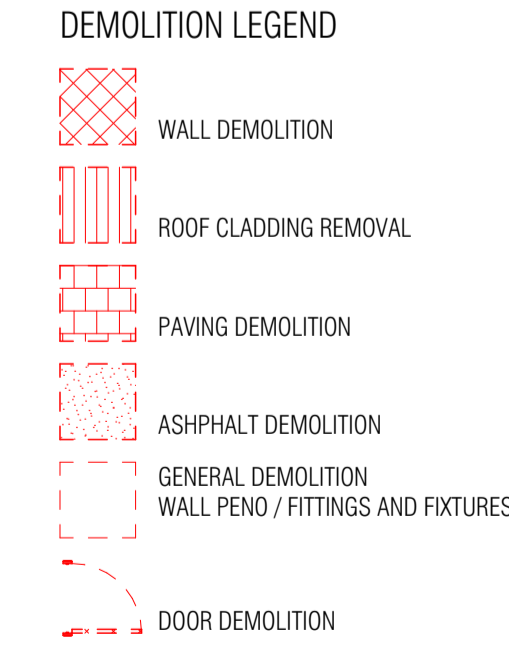 DEMOLITION LEGEND
WALL DEMOLITION
ROOF CLADDING REMOVAL
PAVING DEMOLITION
ASHPHALT DEMOLITION
GENERAL DEMOLITION
WALL PENO / FITTINGS AND FIXTURES
DOOR DEMOLITION